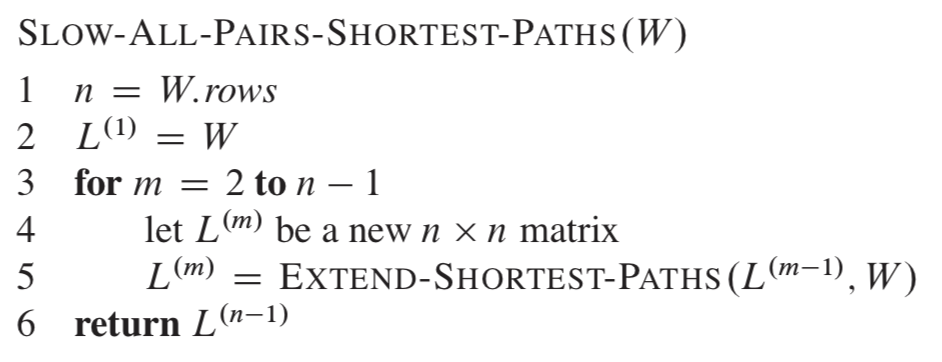 SLOW-ALL-PAIRS-SHORTEST-PATHS(W)
1 n = W.rows
2 L^(1) = W
3 for m = 2 to n − 1
4 let L^(m) be a new n × n matrix
5 L^(m) = EXTEND-SHORTEST-PATHS(L^(m−1), W)
6 return L^(n−1)